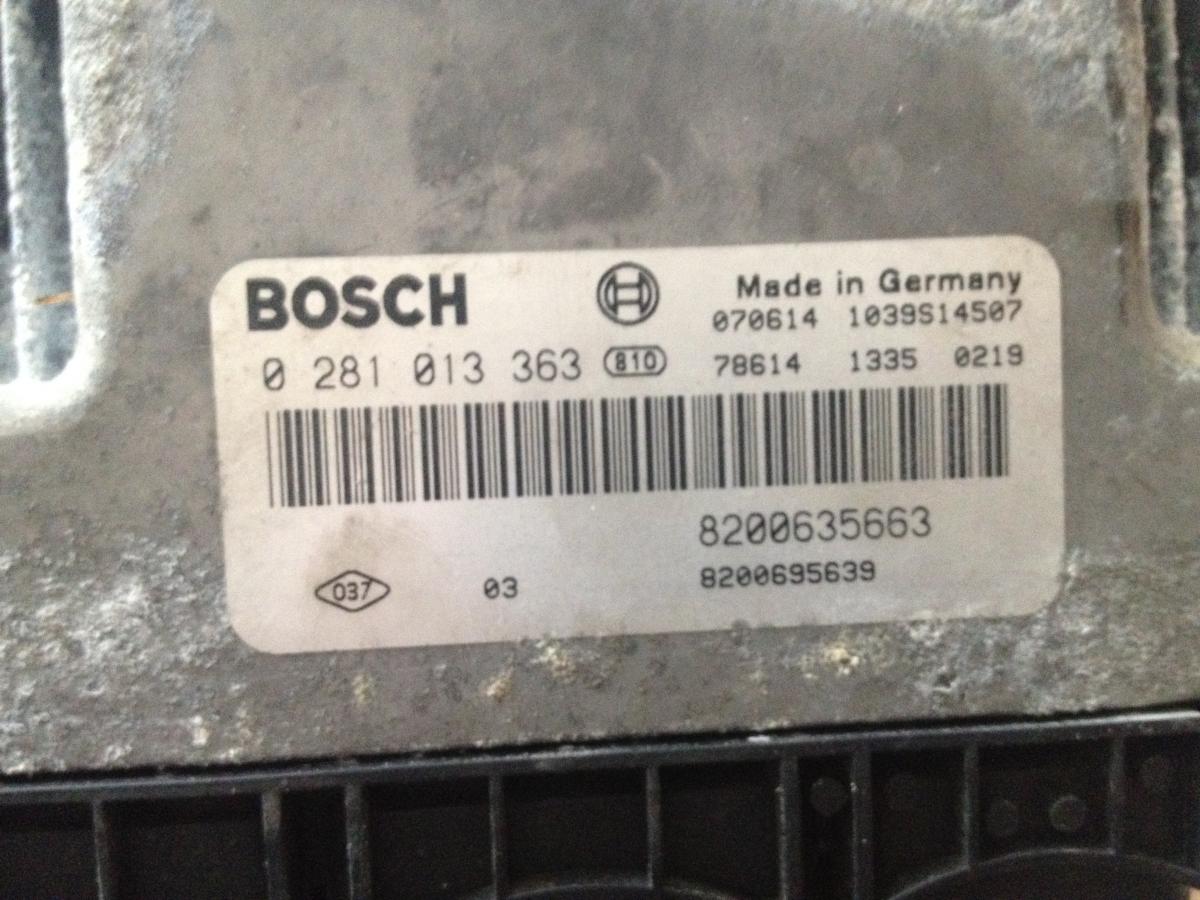 BOSCH
Made in Germany
070614 1039S14507
0 281 013 363 810 78614 1335 0219
8200635663
037 03 8200695639